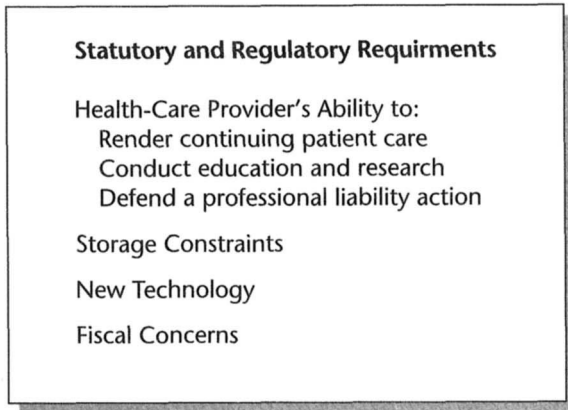 Statutory and Regulatory Requirments
Health-Care Provider's Ability to:
Render continuing patient care
Conduct education and research
Defend a professional liability action
Storage Constraints
New Technology
Fiscal Concerns